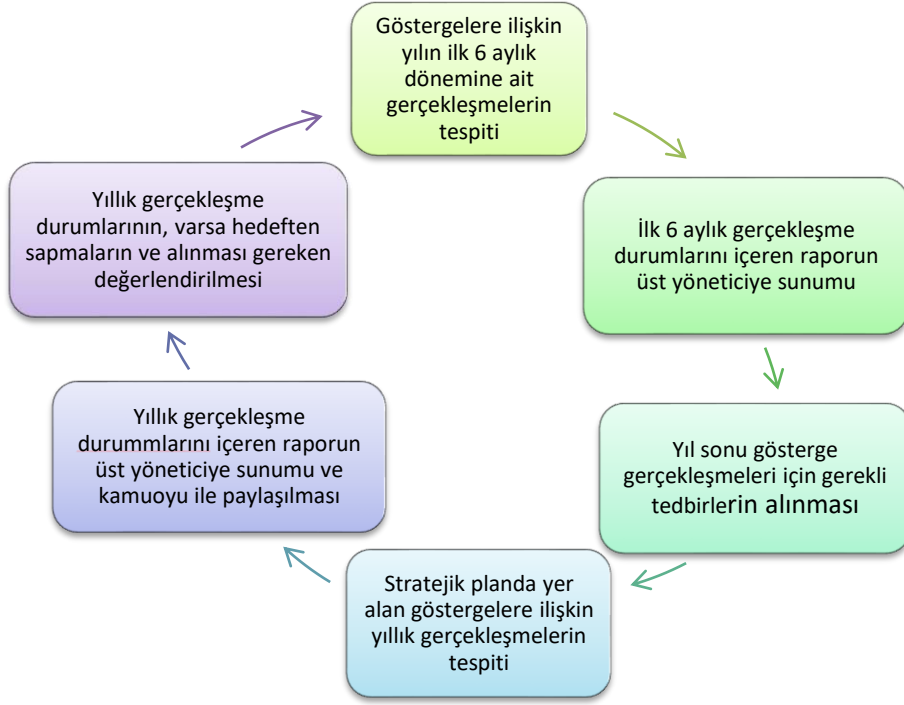 Göstergelere ilişkin
yılın ilk 6 aylık
dönemine ait
gerçekleşmelerin
tespiti
İlk 6 aylık gerçekleşme
durumlarını içeren raporun
üst yöneticiye sunumu
Yıl sonu gösterge
gerçekleşmeleri için gerekli
tedbirlerin alınması
Stratejik planda yer
alan göstergelere ilişkin
yıllık gerçekleşmelerin
tespiti
Yıllık gerçekleşme
durummlarını içeren raporun
üst yöneticiye sunumu ve
kamuoyu ile paylaşılması
Yıllık gerçekleşme
durumlarının, varsa hedeften
sapmaların ve alınması gereken
değerlendirilmesi